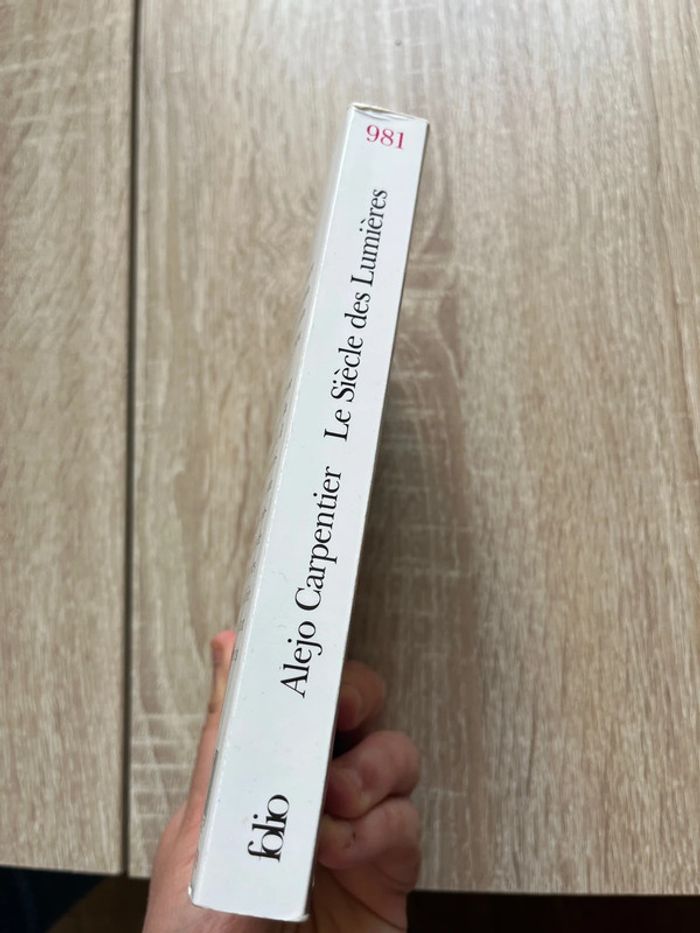 981
Alejo Carpentier Le Siècle des Lumières
folio